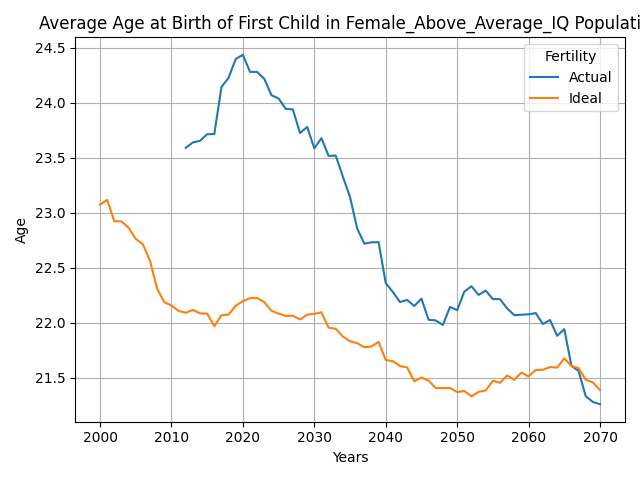 Average Age at Birth of First Child in Female_Above_Average_IQ Populati
Fertility
Actual
Ideal
24.5
24.0
23.5
23.0
22.5
22.0
21.5
Age
2000 2010 2020 2030 2040 2050 2060 2070
Years